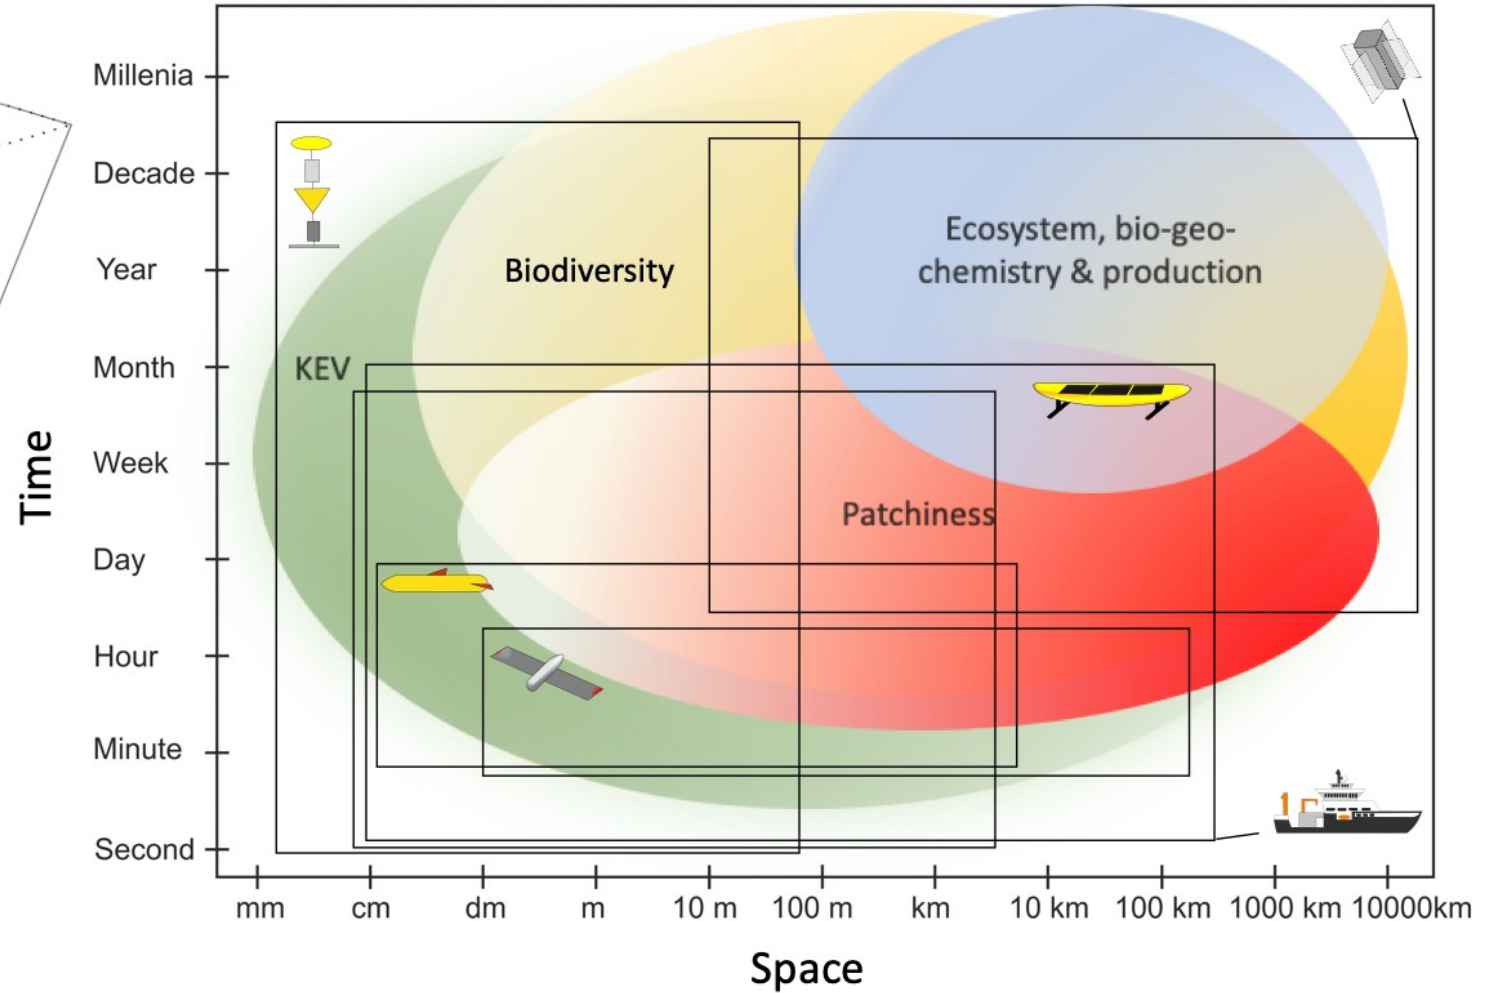 Millenia
Decade
Ecosystem, bio-geo-
chemistry & production
Biodiversity
Year
KEV
Month
Week
Patchiness
Day
Hour
Minute
Second
Time
mm cm dm m 10 m 100 m km 10 km 100 km 1000 km 10000km
Space